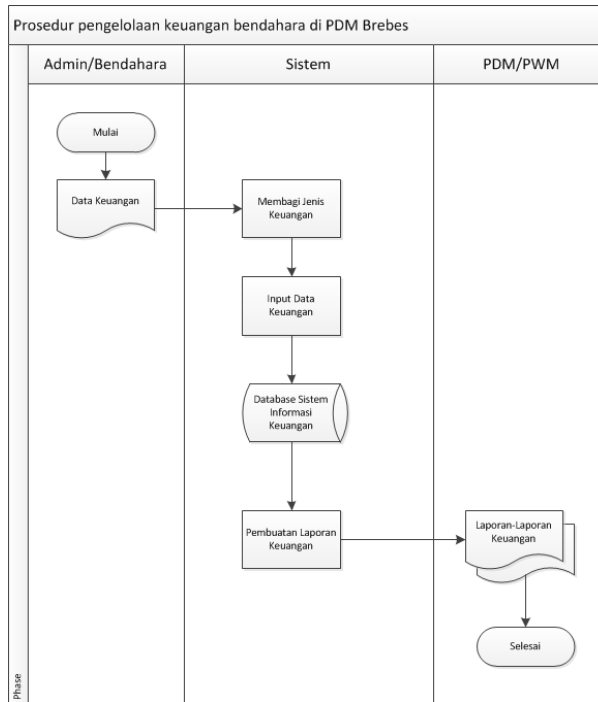 Prosedur pengelolaan keuangan bendahara di PDM Brebes
Admin/Bendahara
Sistem
PDM/PWM
Mulai
Data Keuangan
Membagi Jenis
Keuangan
Input Data
Keuangan
Database Sistem
Informasi
Keuangan
Pembuatan Laporan
Keuangan
Laporan-Laporan
Keuangan
Selesai
Phase